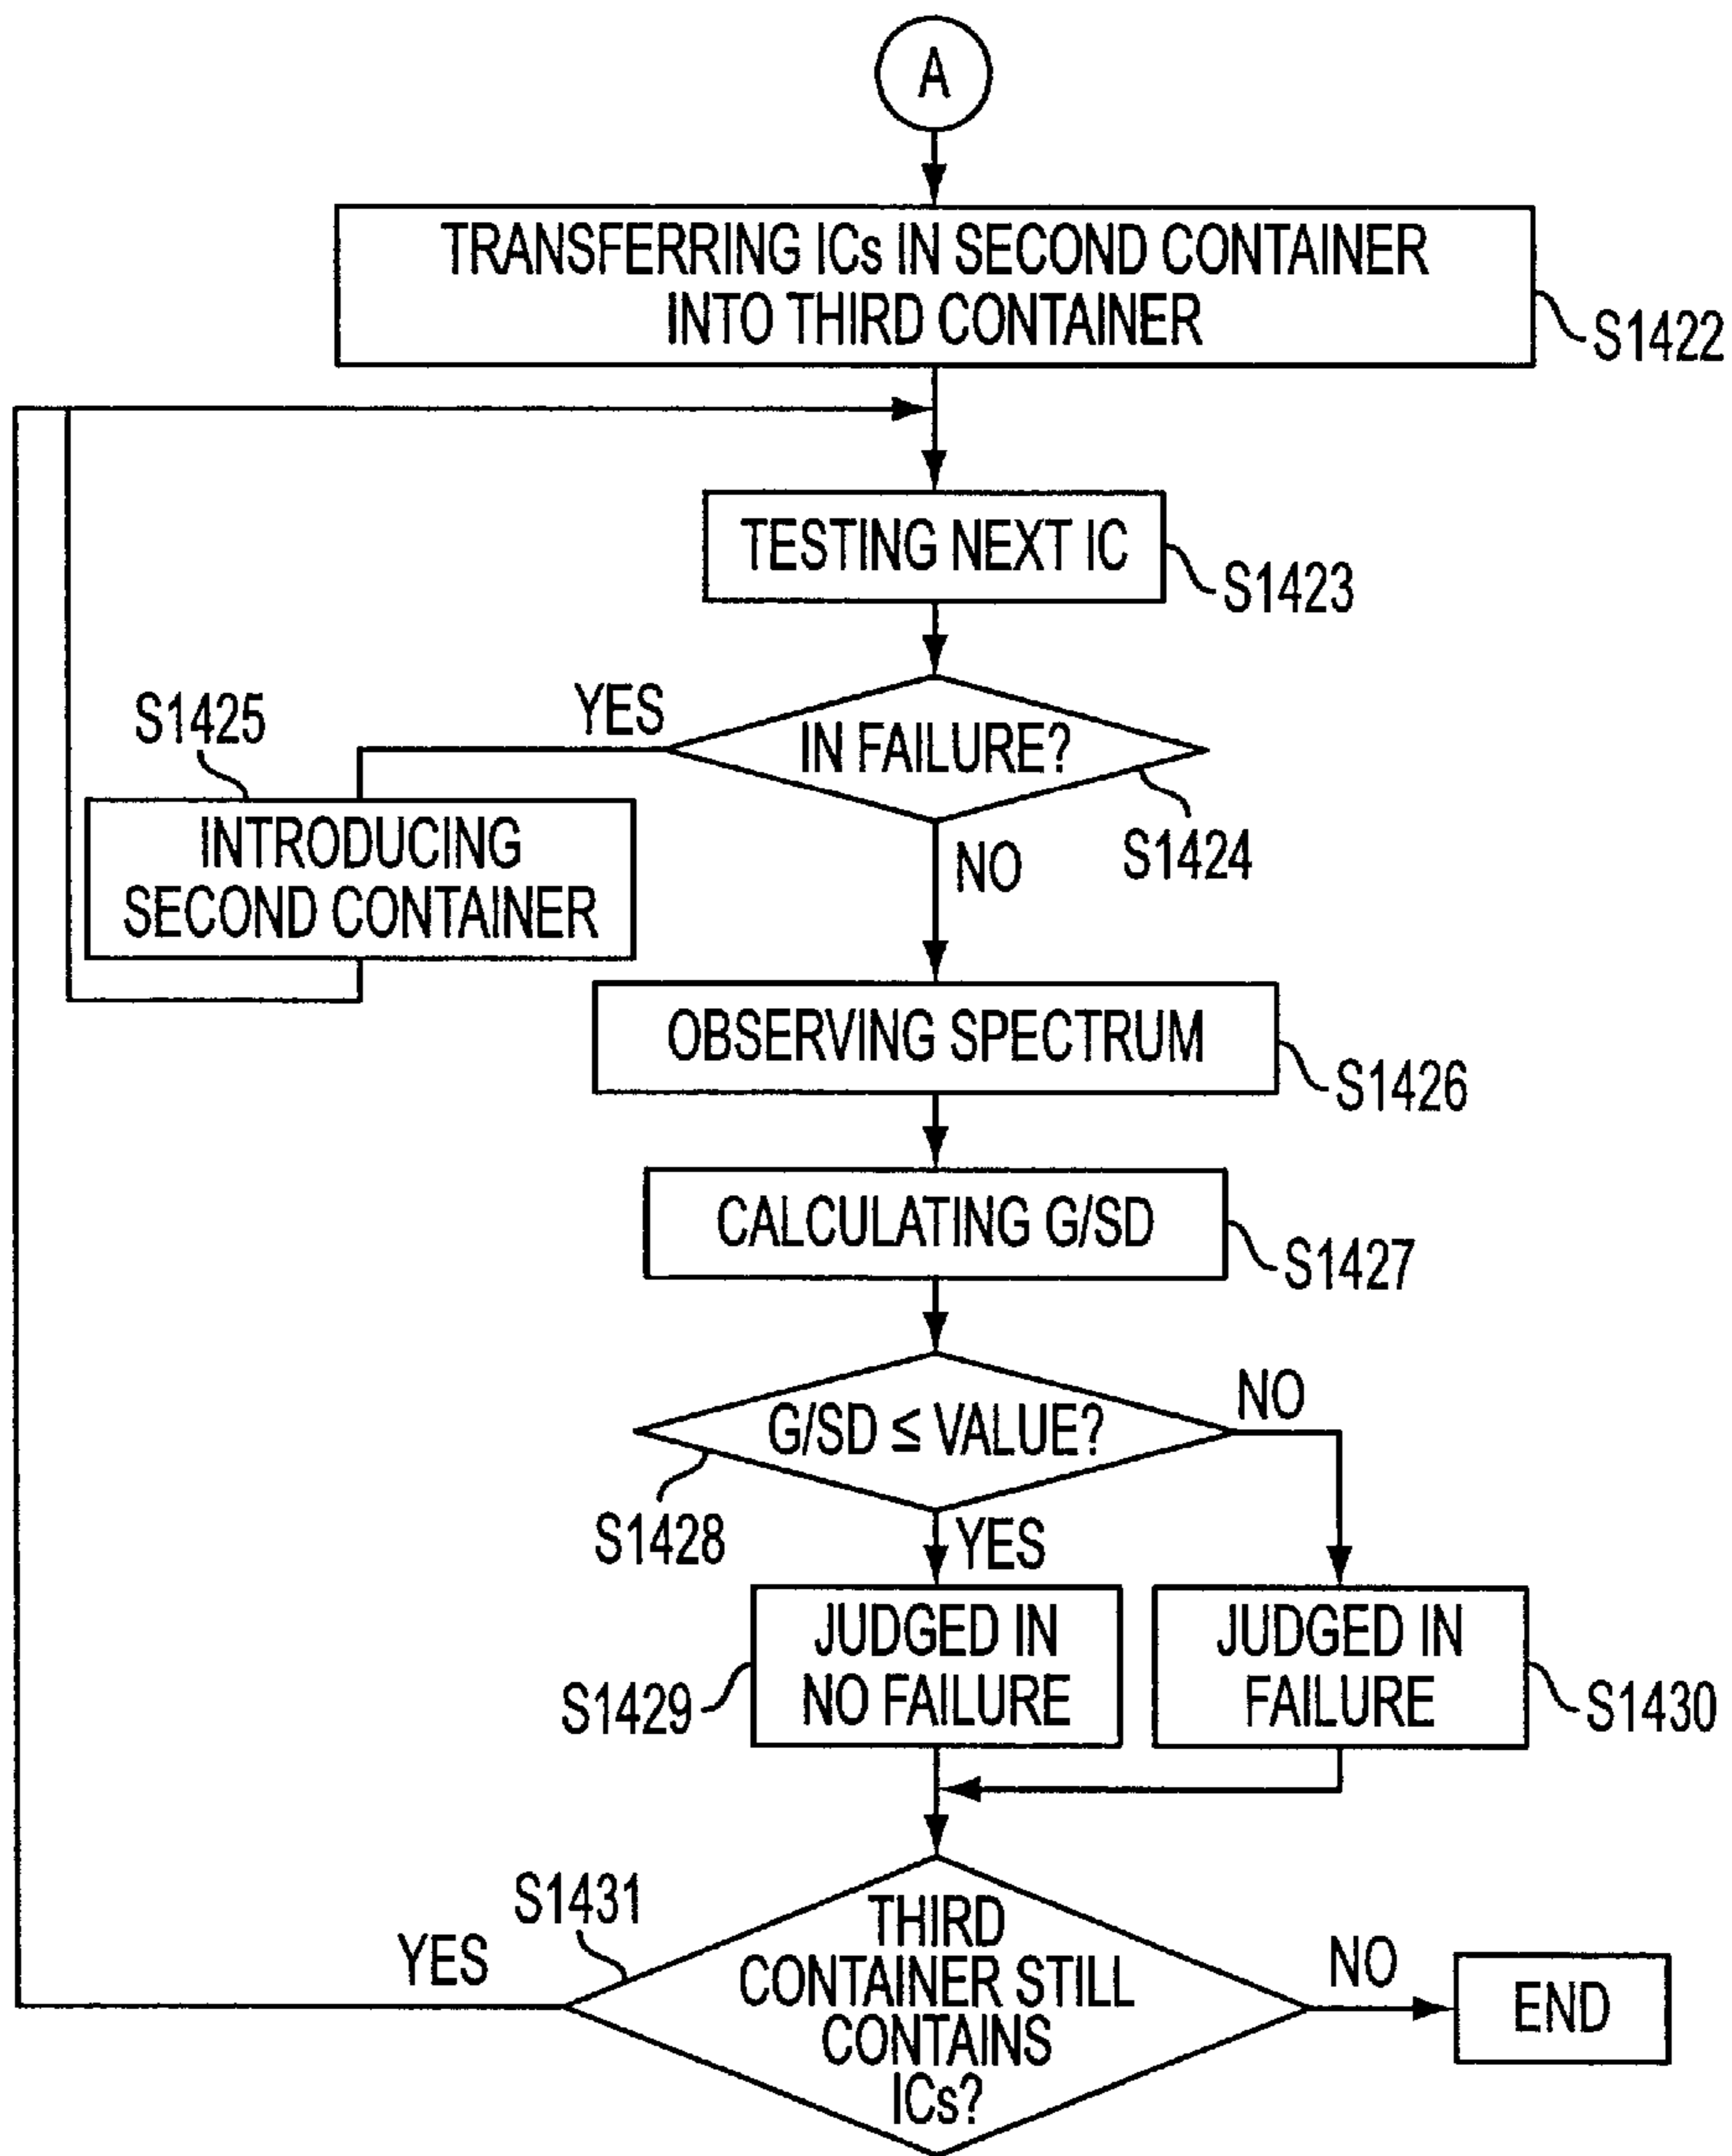 A
TRANSFERRING ICs IN SECOND CONTAINER
INTO THIRD CONTAINER
S1422
TESTING NEXT IC
S1423
YES
IN FAILURE?
S1424
S1425
INTRODUCING
SECOND CONTAINER
NO
OBSERVING SPECTRUM
S1426
CALCULATING G/SD
S1427
G/SD ≤ VALUE?
NO
S1428
YES
JUDGED IN
NO FAILURE
S1429
JUDGED IN
FAILURE
S1430
S1431
YES
THIRD
CONTAINER STILL
CONTAINS
ICs?
NO
END